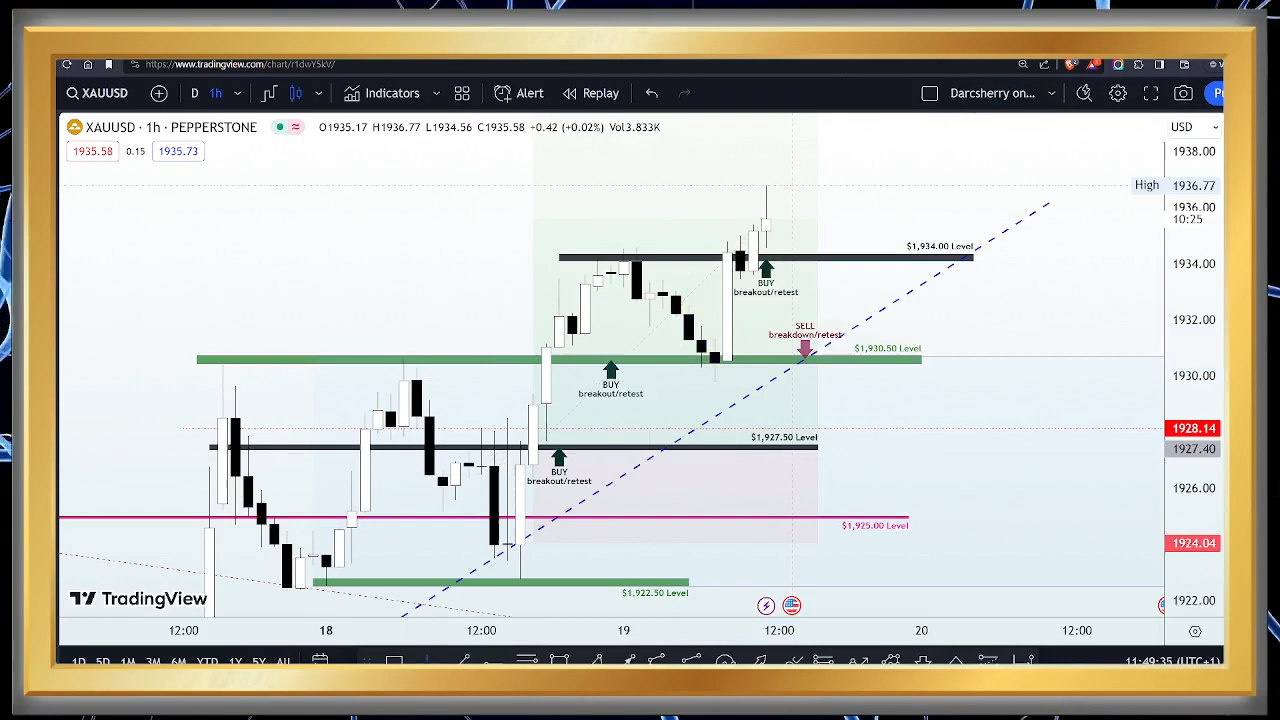 https://www.tradingview.com/chart/r1dwY5kV/
XAUUSD D 1h Indicators Alert Replay Darcsherry on...
XAUUSD · 1h · PEPPERSTONE O1935.17 H1936.77 L1934.56 C1935.58 +0.42 (+0.02%) Vol3.833K USD
1935.58 0.15 1935.73
1938.00
High 1936.77
1936.00
10:25
$1,934.00 Level
1934.00
BUY
breakout/retest
1932.00
SELL
breakdown/retest
$1,930.50 Level
1930.00
BUY
breakout/retest
1928.14
$1,927.50 Level
1927.40
BUY
breakout/retest
1926.00
$1,925.00 Level
1924.04
$1,922.50 Level
TradingView
1922.00
12:00 18 12:00 19 12:00 20 12:00
1D 5D 1M 3M 6M YTD 1Y 5Y All 11:49:35 (UTC+1)